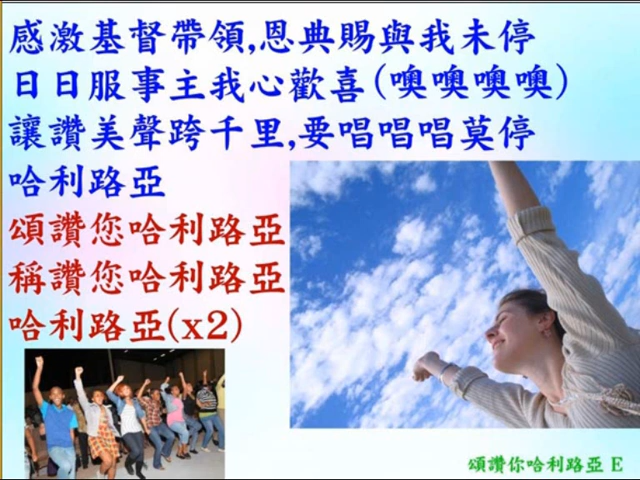 感激基督帶領,恩典賜與我未停
日日服事主我心歡喜(噢噢噢噢)
讓讚美聲跨千里,要唱唱唱莫停
哈利路亞
頌讚您哈利路亞
稱讚您哈利路亞
哈利路亞(x2)
頌讚你哈利路亞 E